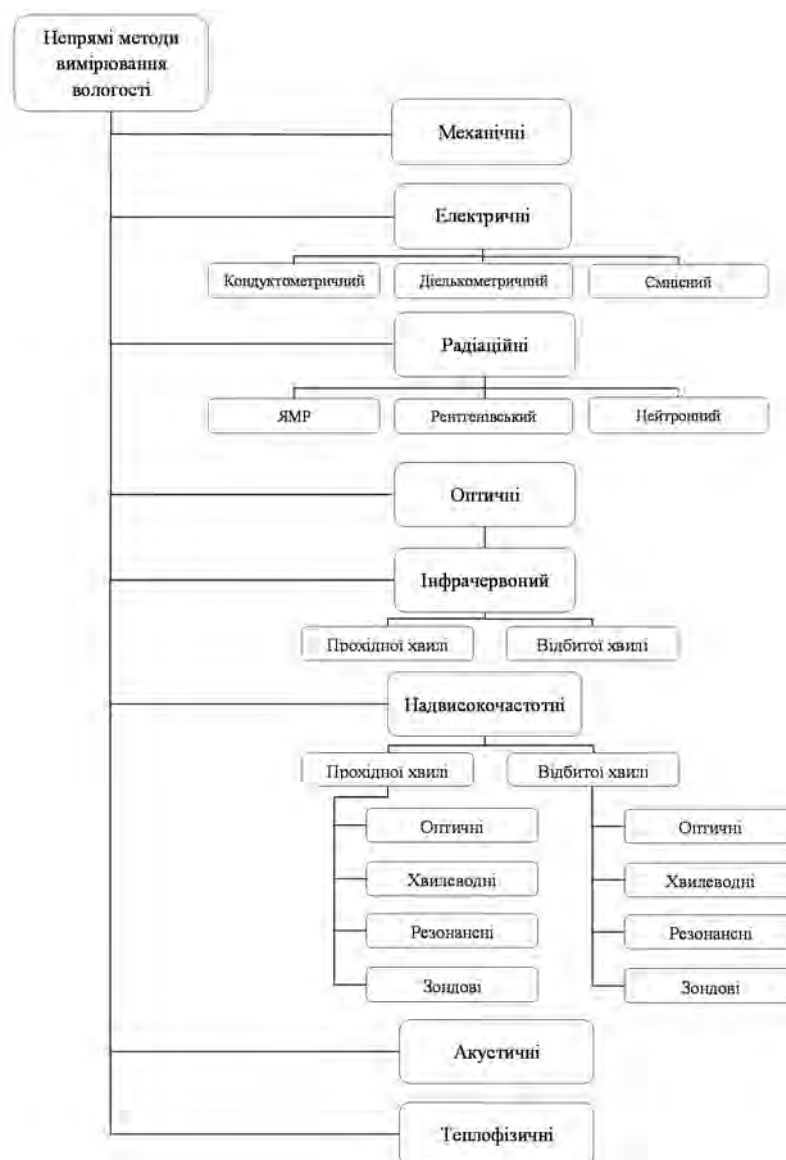 Непрямі методи
вимірювання
вологості
Механічні
Електричні
Кондуктометричний
Діелькометричний
Ємнісний
Радіаційні
ЯМР
Рентгенівський
Нейтронний
Оптичні
Інфрачервоний
Прохідної хвилі
Відбитої хвилі
Надвисокочастотні
Прохідної хвилі
Відбитої хвилі
Оптичні
Оптичні
Хвилеводні
Хвилеводні
Резонансні
Резонансні
Зондові
Зондові
Акустичні
Теплофізичні